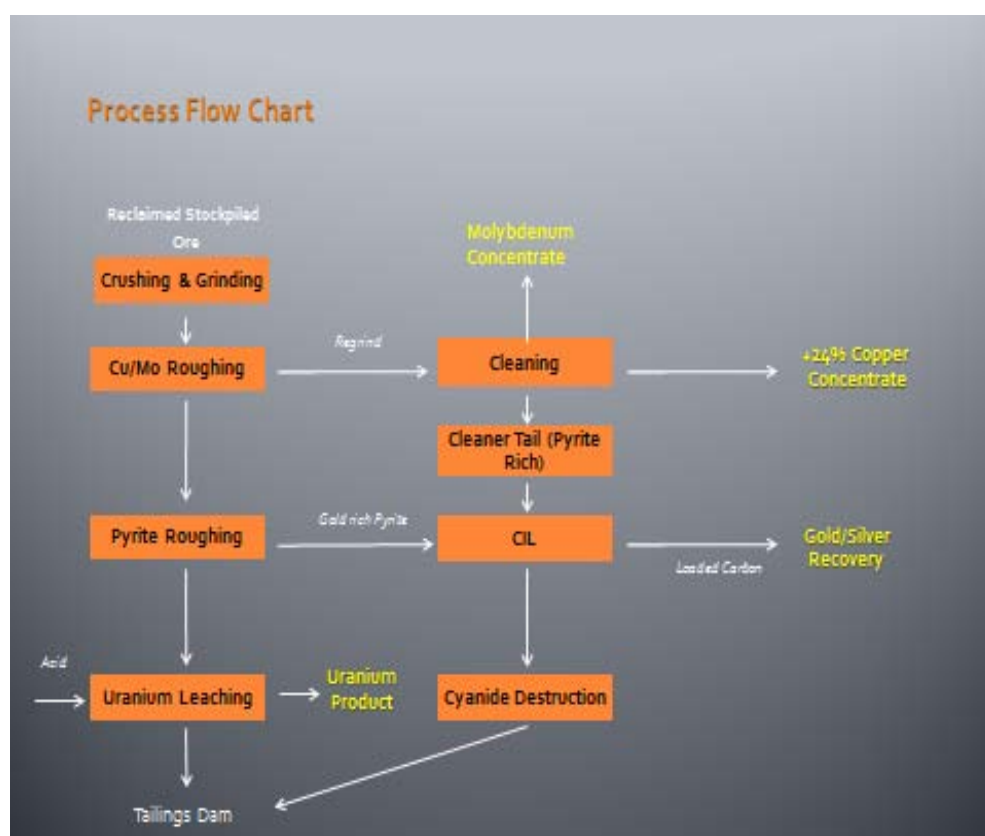 Process Flow Chart
Reclaimed Stockpiled
Ore
Crushing & Grinding
Molybdenum
Concentrate
Cu/Mo Roughing
Regrind
Cleaning
+24% Copper
Concentrate
Cleaner Tail (Pyrite
Rich)
Pyrite Roughing
Gold rich Pyrite
CIL
Loaded Carbon
Gold/Silver
Recovery
Acid
Uranium Leaching
Uranium
Product
Cyanide Destruction
Tailings Dam